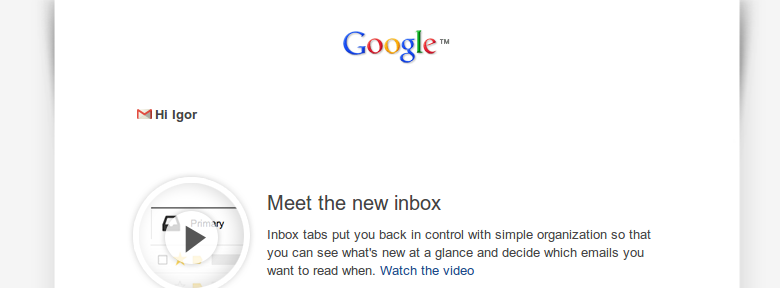 Google™
Hi Igor
Meet the new inbox
Primary
Inbox tabs put you back in control with simple organization so that
you can see what's new at a glance and decide which emails you
want to read when. Watch the video